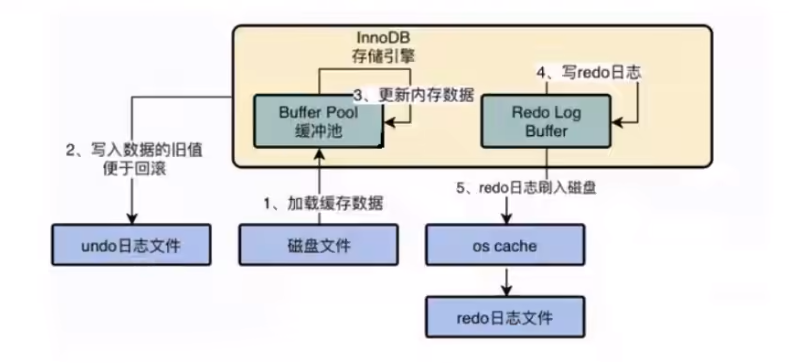 InnoDB
存储引擎
4、写redo日志
3、更新内存数据
Buffer Pool
缓冲池
Redo Log
Buffer
2、写入数据的旧值
便于回滚
5、redo日志刷入磁盘
1、加载缓存数据
undo日志文件
磁盘文件
os cache
redo日志文件